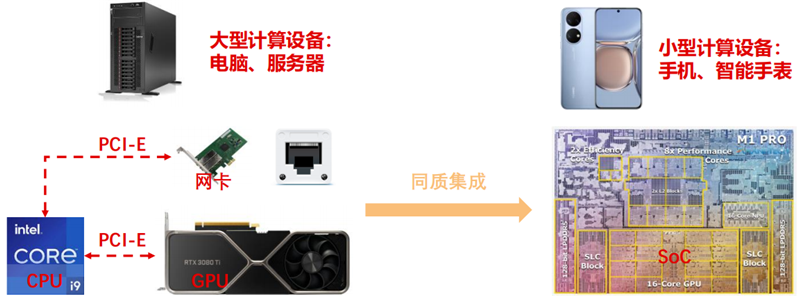 大型计算设备：
电脑、服务器
小型计算设备：
手机、智能手表
PCI-E
网卡
同质集成
intel
CORE
i9
CPU
PCI-E
RTX 3080 Ti
GPU
M1 PRO
2x Efficiency
Cores
8x Performance
Cores
2x L2 Blocks
16-Core NPU
128-bit LPDDR5
SLC
Block
SoC
SLC
Block
128-bit LPDDR5
16-Core GPU